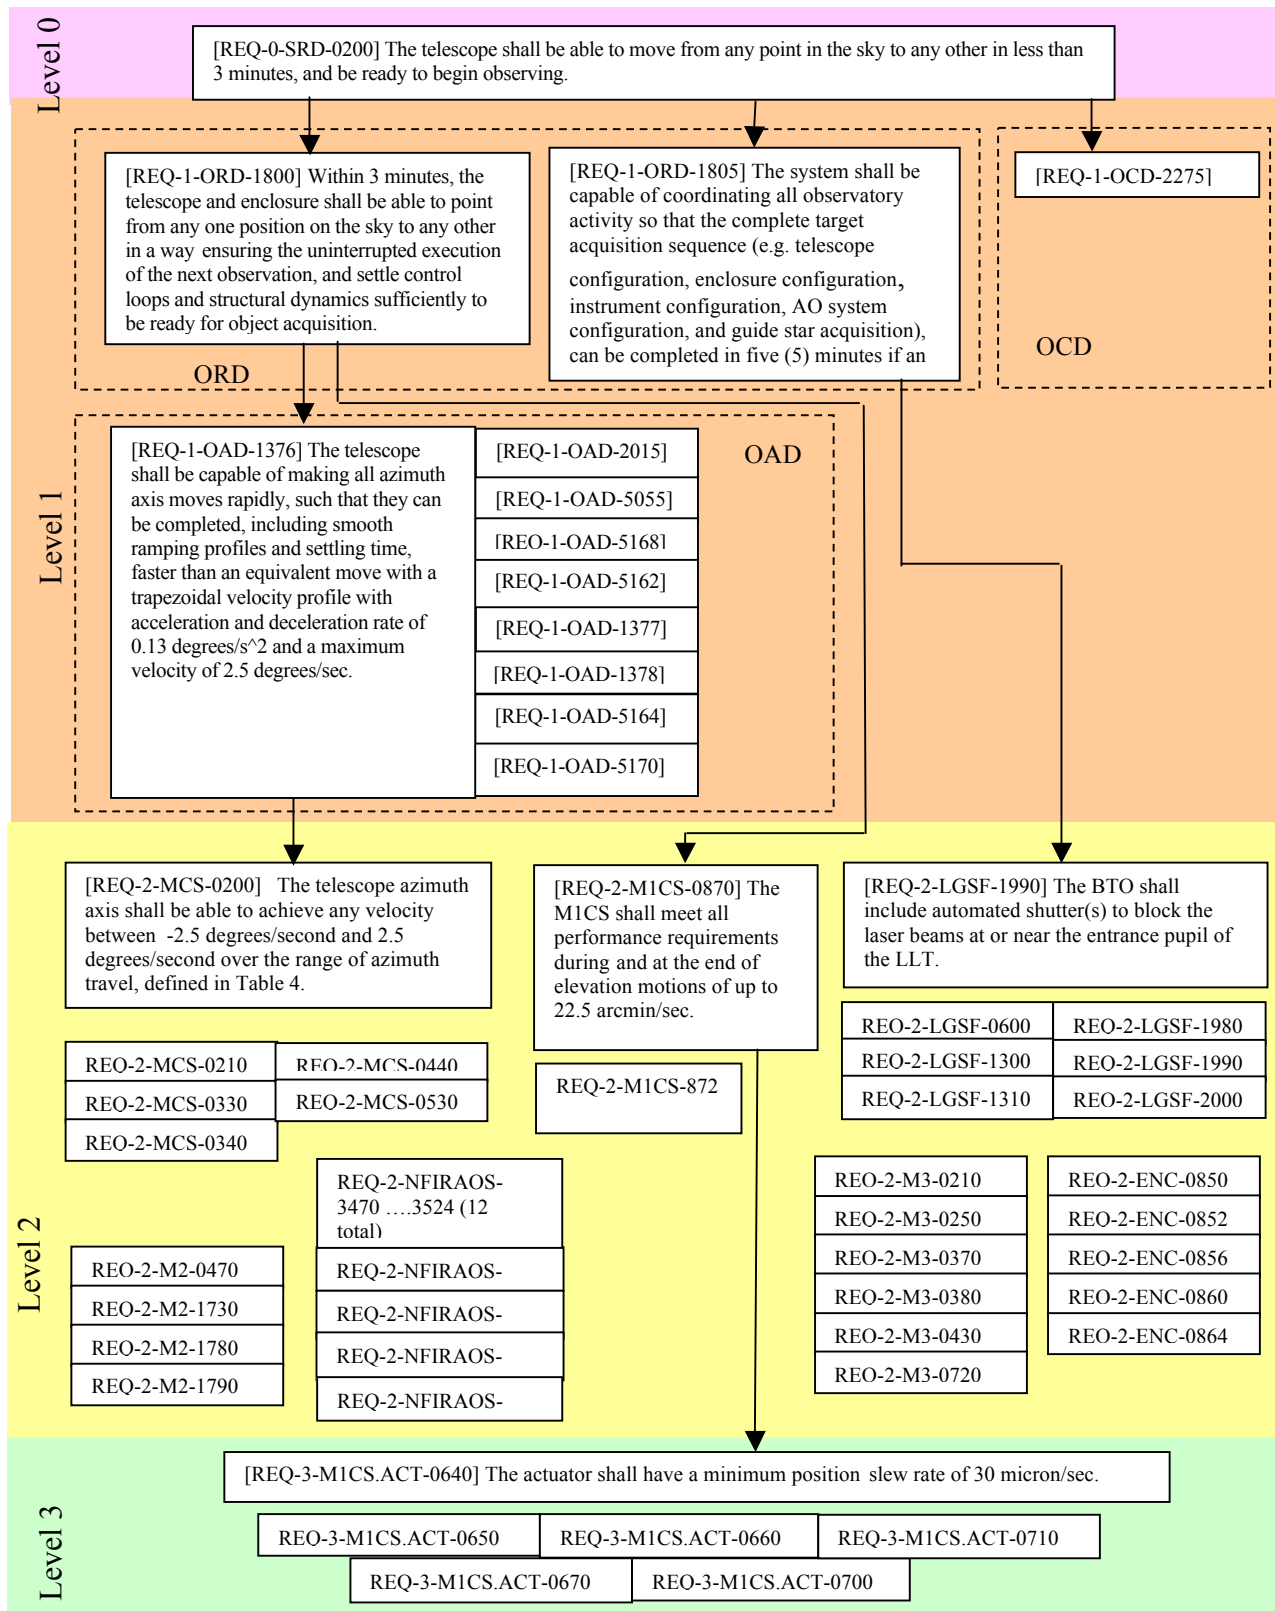 Level 0
[REQ-0-SRD-0200] The telescope shall be able to move from any point in the sky to any other in less than
3 minutes, and be ready to begin observing.
Level 1
[REQ-1-ORD-1800] Within 3 minutes, the
telescope and enclosure shall be able to point
from any one position on the sky to any other
in a way ensuring the uninterrupted execution
of the next observation, and settle control
loops and structural dynamics sufficiently to
be ready for object acquisition.
[REQ-1-ORD-1805] The system shall be
capable of coordinating all observatory
activity so that the complete target
acquisition sequence (e.g. telescope
configuration, enclosure configuration,
instrument configuration, AO system
configuration, and guide star acquisition),
can be completed in five (5) minutes if an
[REQ-1-OCD-2275]
ORD
OCD
[REQ-1-OAD-1376] The telescope
shall be capable of making all azimuth
axis moves rapidly, such that they can
be completed, including smooth
ramping profiles and settling time,
faster than an equivalent move with a
trapezoidal velocity profile with
acceleration and deceleration rate of
0.13 degrees/s^2 and a maximum
velocity of 2.5 degrees/sec.
[REQ-1-OAD-2015]
[REQ-1-OAD-5055]
[REQ-1-OAD-5168]
[REQ-1-OAD-5162]
[REQ-1-OAD-1377]
[REQ-1-OAD-1378]
[REQ-1-OAD-5164]
[REQ-1-OAD-5170]
OAD
Level 2
[REQ-2-MCS-0200] The telescope azimuth
axis shall be able to achieve any velocity
between -2.5 degrees/second and 2.5
degrees/second over the range of azimuth
travel, defined in Table 4.
[REQ-2-M1CS-0870] The
M1CS shall meet all
performance requirements
during and at the end of
elevation motions of up to
22.5 arcmin/sec.
[REQ-2-LGSF-1990] The BTO shall
include automated shutter(s) to block the
laser beams at or near the entrance pupil of
the LLT.
REQ-2-MCS-0210
REQ-2-MCS-0330
REQ-2-MCS-0340
REQ-2-MCS-0440
REQ-2-MCS-0530
REQ-2-M1CS-872
REQ-2-LGSF-0600
REQ-2-LGSF-1300
REQ-2-LGSF-1310
REQ-2-LGSF-1980
REQ-2-LGSF-1990
REQ-2-LGSF-2000
REQ-2-M2-0470
REQ-2-M2-1730
REQ-2-M2-1780
REQ-2-M2-1790
REQ-2-NFIRAOS-
3470 ….3524 (12
total)
REQ-2-NFIRAOS-
REQ-2-NFIRAOS-
REQ-2-NFIRAOS-
REQ-2-NFIRAOS-
REQ-2-M3-0210
REQ-2-M3-0250
REQ-2-M3-0370
REQ-2-M3-0380
REQ-2-M3-0430
REQ-2-M3-0720
REQ-2-ENC-0850
REQ-2-ENC-0852
REQ-2-ENC-0856
REQ-2-ENC-0860
REQ-2-ENC-0864
Level 3
[REQ-3-M1CS.ACT-0640] The actuator shall have a minimum position slew rate of 30 micron/sec.
REQ-3-M1CS.ACT-0650
REQ-3-M1CS.ACT-0660
REQ-3-M1CS.ACT-0710
REQ-3-M1CS.ACT-0670
REQ-3-M1CS.ACT-0700